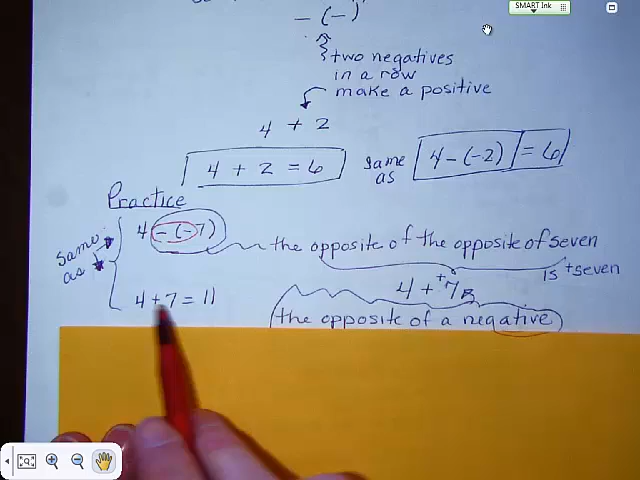 SMART Ink
- (-)
two negatives
in a row
make a positive
4 + 2
4 + 2 = 6 same as 4 - (-2) = 6
Practice
same as
4 - (-7) the opposite of the opposite of seven
is +seven
4 + 7 = 11
4 + +7
the opposite of a negative